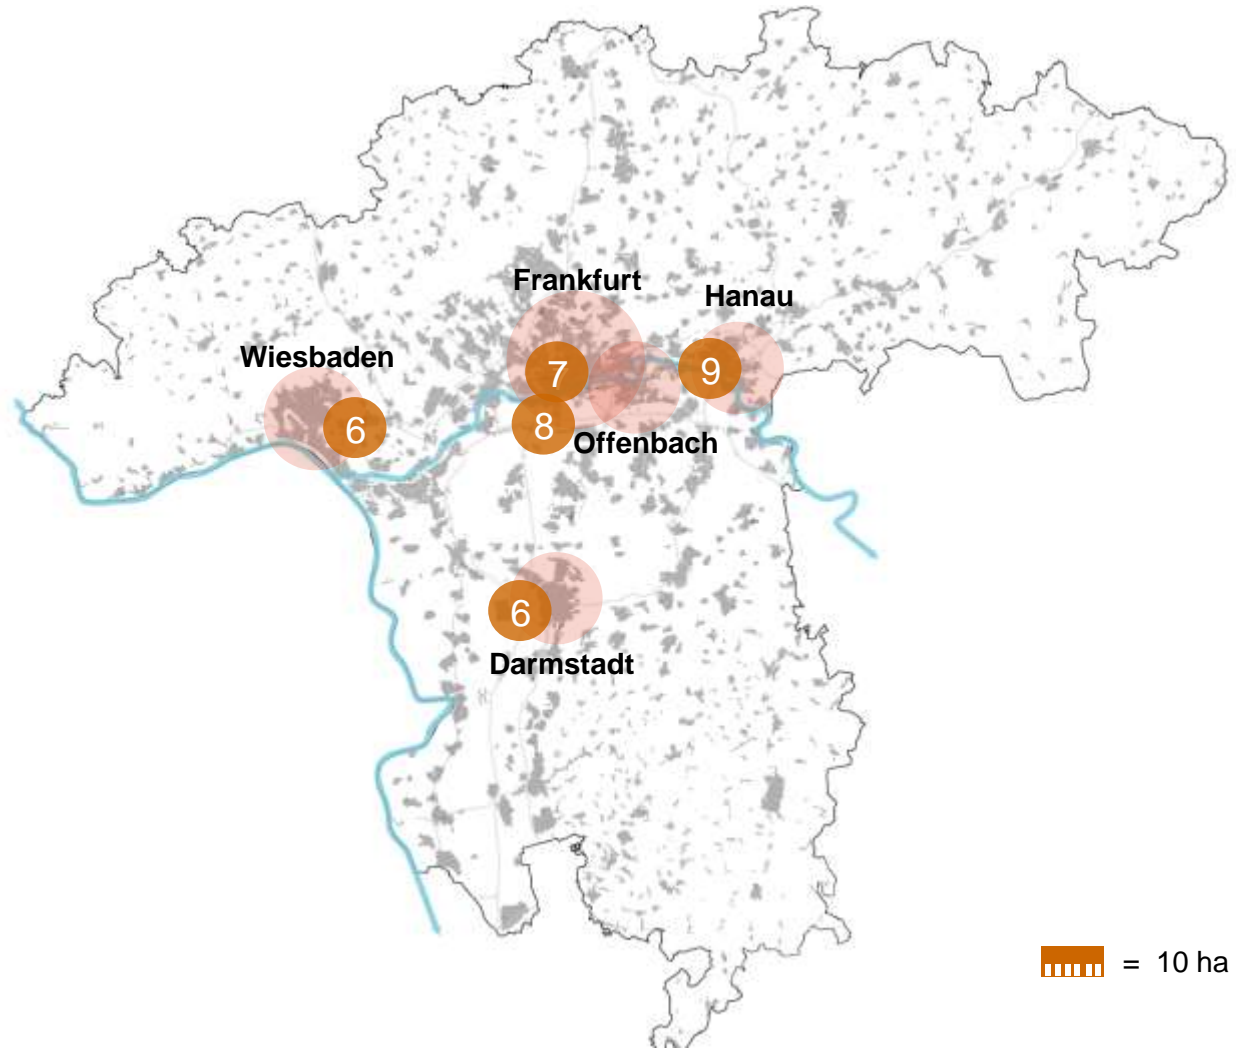 Frankfurt
Hanau
Wiesbaden
7
9
6
8
Offenbach
6
Darmstadt
= 10 ha